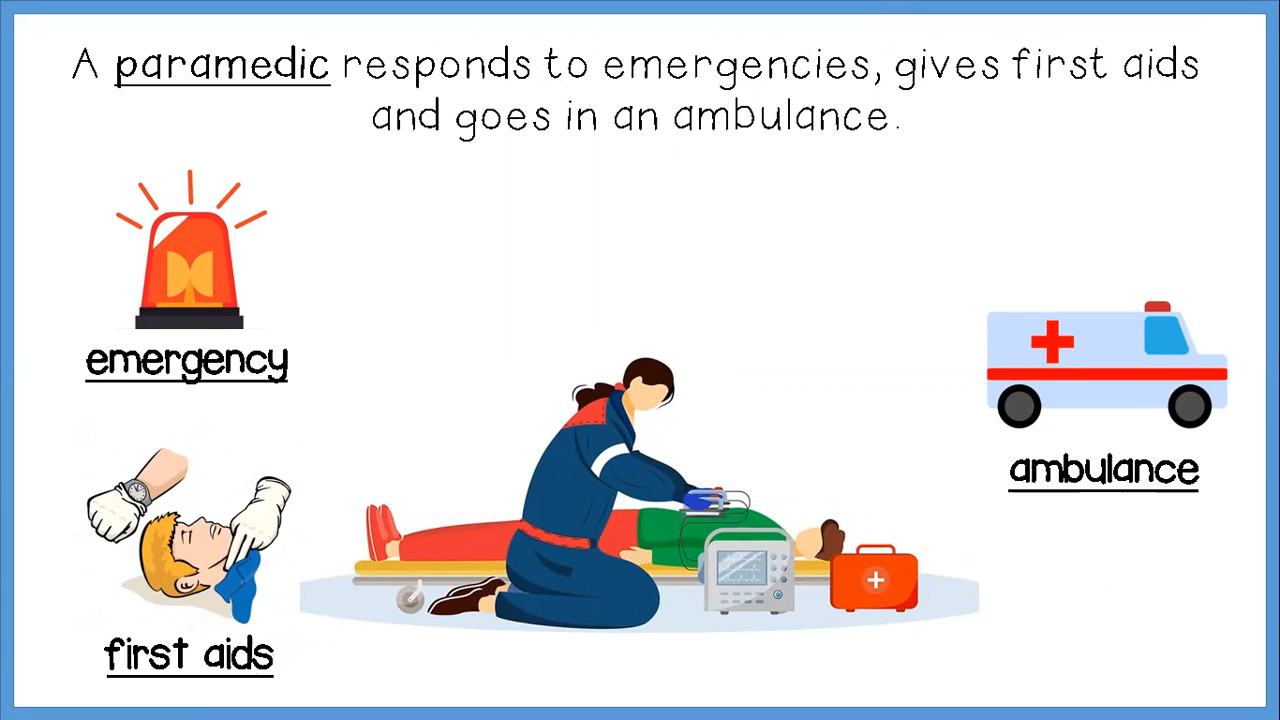 A paramedic responds to emergencies, gives first aids
and goes in an ambulance.
emergency
ambulance
first aids